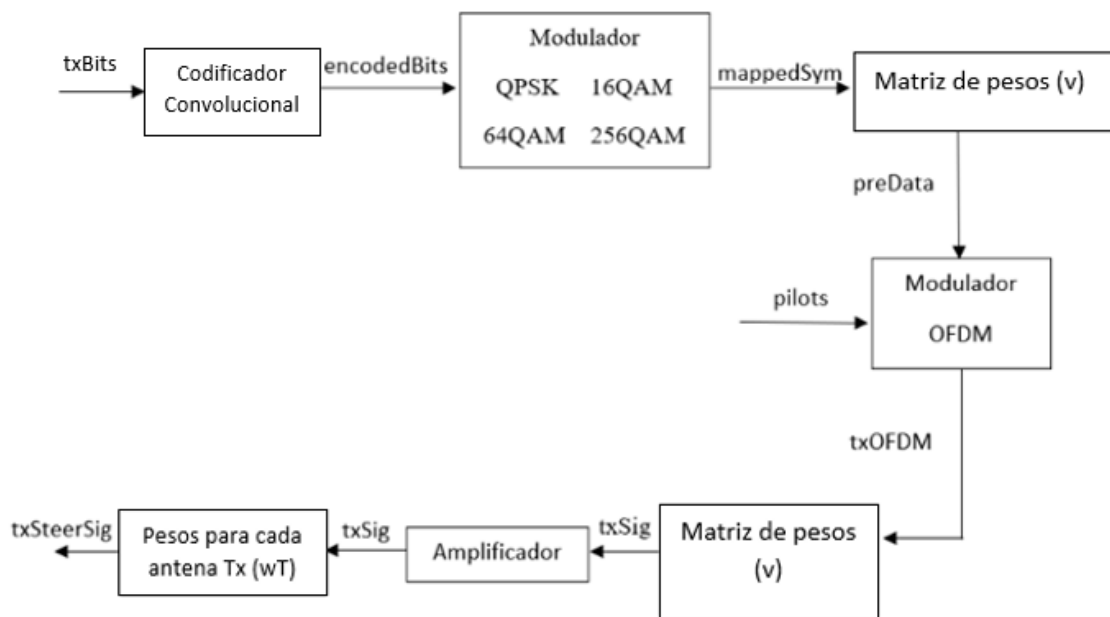 txBits
Codificador
Convolucional
encodedBits
Modulador
QPSK 16QAM
64QAM 256QAM
mappedSym
Matriz de pesos (v)
preData
pilots
Modulador
OFDM
txOFDM
Matriz de pesos
(v)
txSig
Amplificador
txSig
Pesos para cada
antena Tx (wT)
txSteerSig